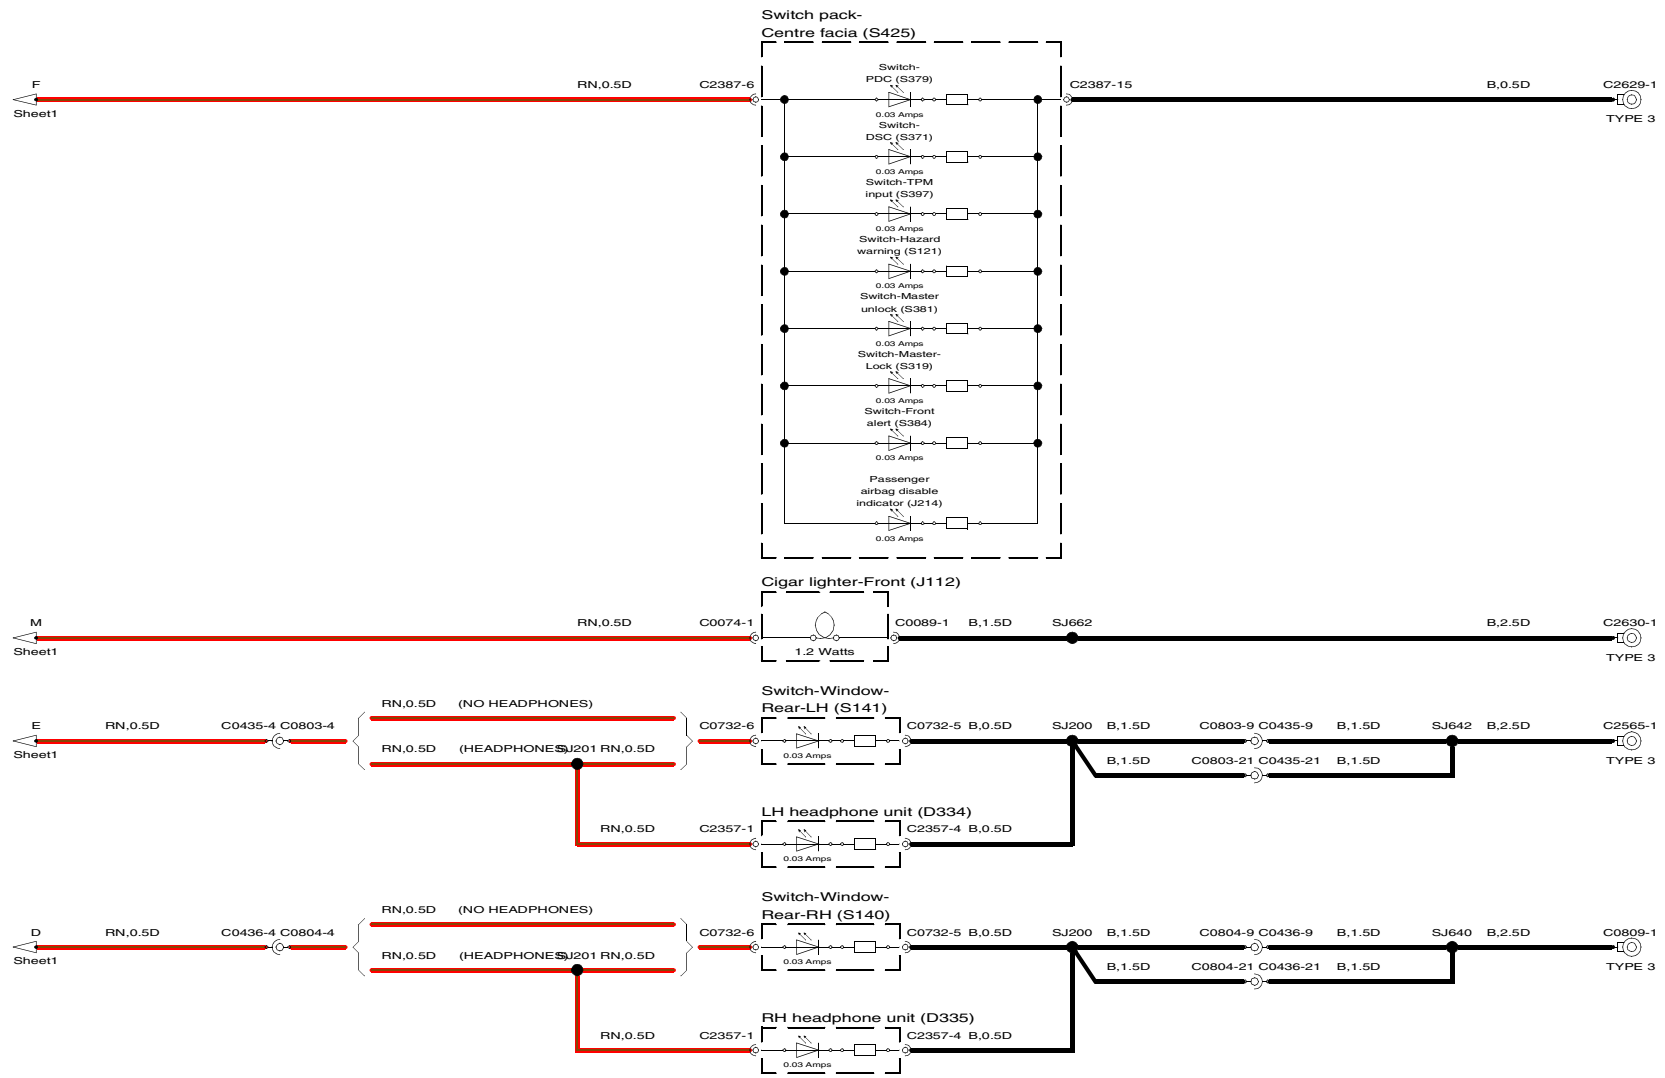 Switch pack-
Centre facia (S425)
F
RN,0.5D
C2387-6
Switch-
PDC (S379)
C2387-15
B,0.5D
C2629-1
Sheet1
0.03 Amps
TYPE 3
Switch-
DSC (S371)
0.03 Amps
Switch-TPM
input (S397)
0.03 Amps
Switch-Hazard
warning (S121)
0.03 Amps
Switch-Master
unlock (S381)
0.03 Amps
Switch-Master-
Lock (S319)
0.03 Amps
Switch-Front
alert (S384)
0.03 Amps
Passenger
airbag disable
indicator (J214)
0.03 Amps
Cigar lighter-Front (J112)
M
RN,0.5D
C0074-1
C0089-1
B,1.5D
SJ662
B,2.5D
C2630-1
Sheet1
1.2 Watts
TYPE 3
Switch-Window-
Rear-LH (S141)
RN,0.5D
(NO HEADPHONES)
E
RN,0.5D
C0435-4 C0803-4
C0732-6
C0732-5 B,0.5D
SJ200
B,1.5D
C0803-9 C0435-9
B,1.5D
SJ642
B,2.5D
C2565-1
Sheet1
RN,0.5D
(HEADPHONES)
SJ201 RN,0.5D
0.03 Amps
B,1.5D
C0803-21 C0435-21
B,1.5D
TYPE 3
LH headphone unit (D334)
RN,0.5D
C2357-1
C2357-4 B,0.5D
0.03 Amps
Switch-Window-
Rear-RH (S140)
RN,0.5D
(NO HEADPHONES)
D
RN,0.5D
C0436-4 C0804-4
C0732-6
C0732-5 B,0.5D
SJ200
B,1.5D
C0804-9 C0436-9
B,1.5D
SJ640
B,2.5D
C0809-1
Sheet1
RN,0.5D
(HEADPHONES)
SJ201 RN,0.5D
0.03 Amps
B,1.5D
C0804-21 C0436-21
B,1.5D
TYPE 3
RH headphone unit (D335)
RN,0.5D
C2357-1
C2357-4 B,0.5D
0.03 Amps